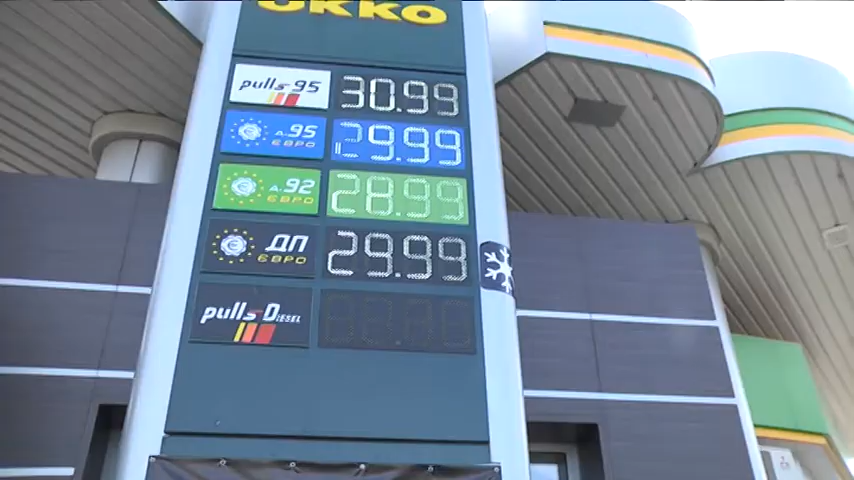 OKKO
pulls 95 30.99
А.95 ЄВРО 29.99
А.92 ЄВРО 28.99
ДП ЄВРО 29.99
pulls DIESEL